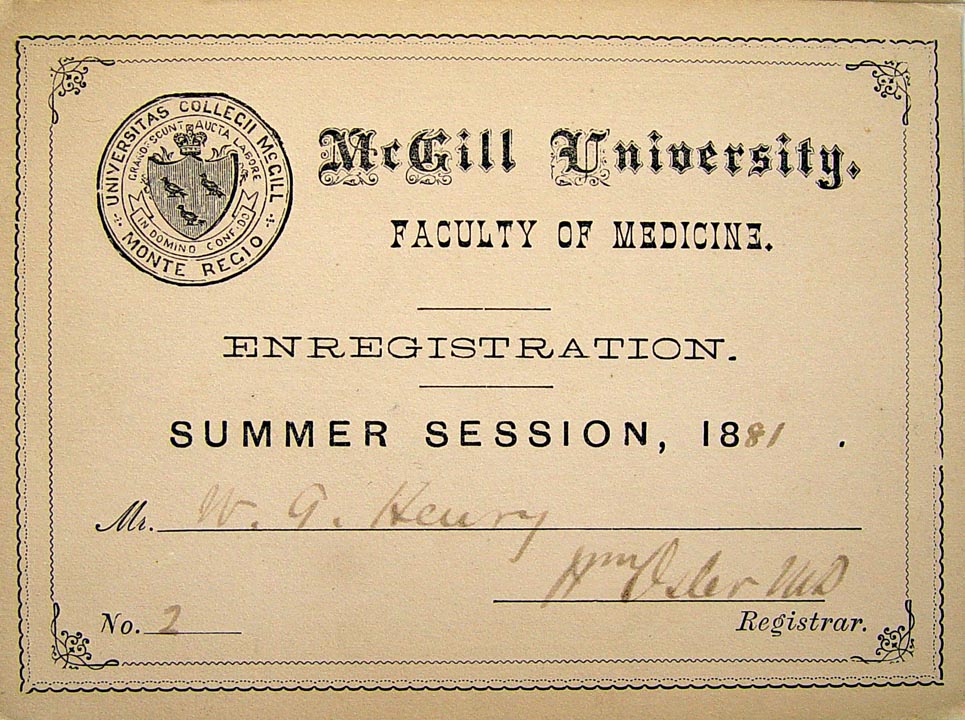 UNIVERSITAS COLLEGII McGILL
MONTE REGIO
GRANDESCUNT AUCTA LABORE
IN DOMINO CONFIDO
McGill University.
FACULTY OF MEDICINE.
ENREGISTRATION.
SUMMER SESSION, 1881 .
Mr. W. G. Henry
Wm Osler MD
No. 2 Registrar.